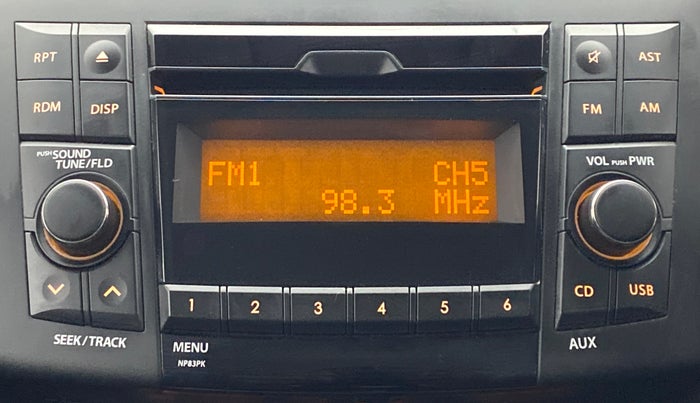 RPT
AST
RDM DISP
FM AM
PUSH SOUND
TUNE/FLD
VOL PUSH PWR
FM1 CH5
98.3 MHz
CD USB
1 2 3 4 5 6
SEEK/TRACK
MENU
NP83PK
AUX